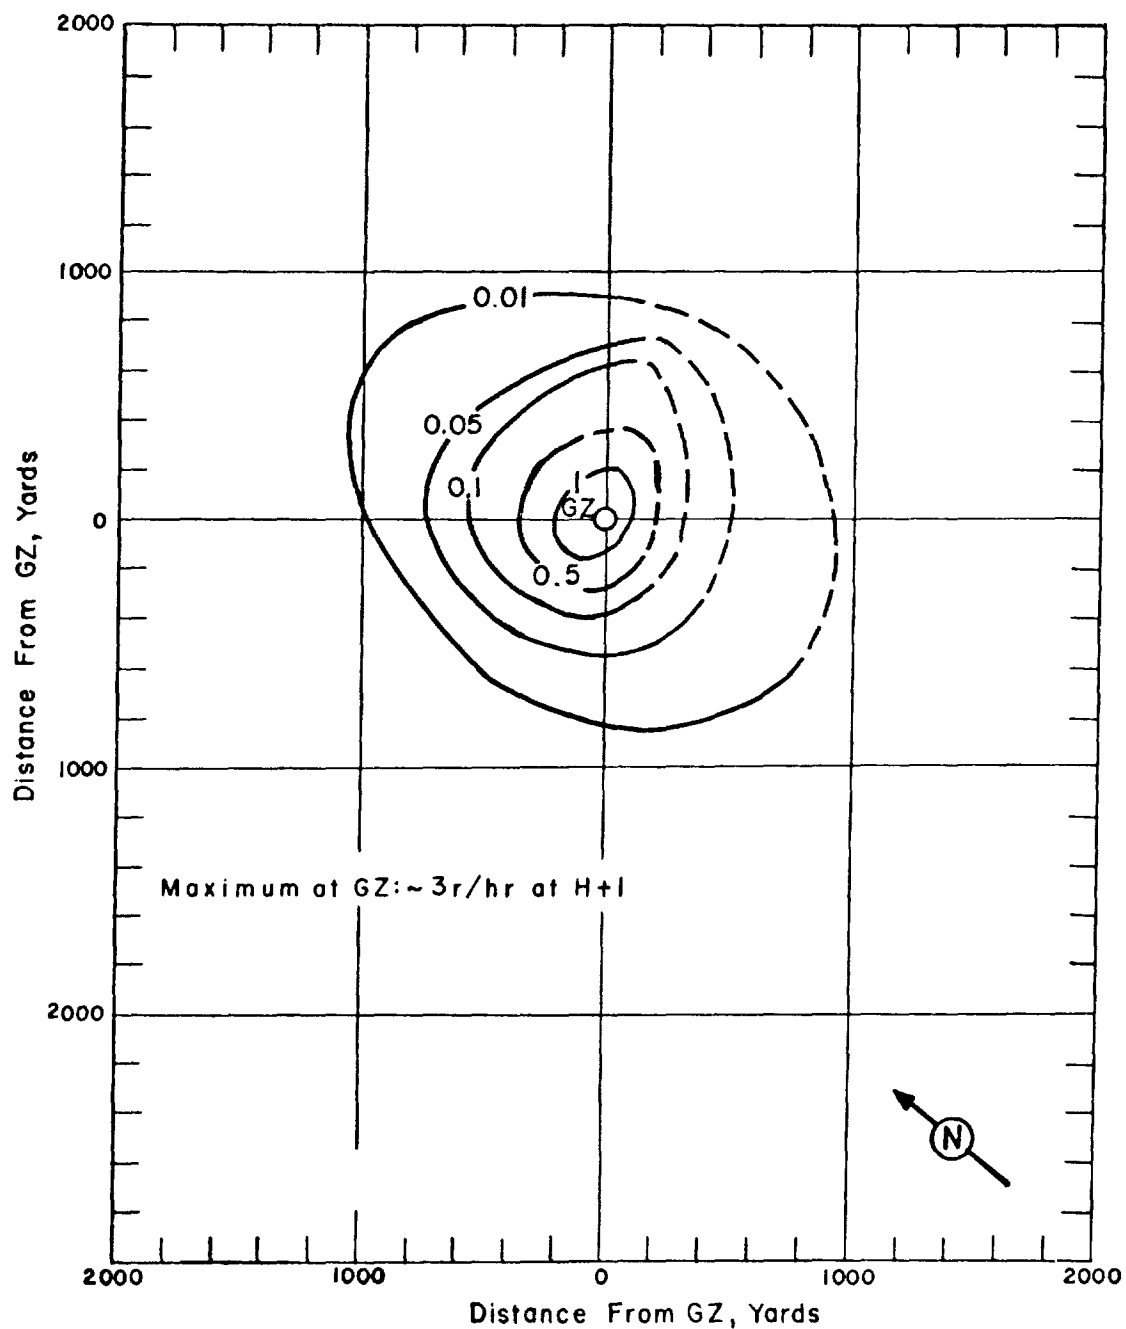 2000
1000
0.01
0.05
0.1
1
GZ
0
0.5
1000
Maximum at GZ:~3r/hr at H+1
2000
N
2000 1000 0 1000 2000
Distance From GZ, Yards
Distance From GZ, Yards